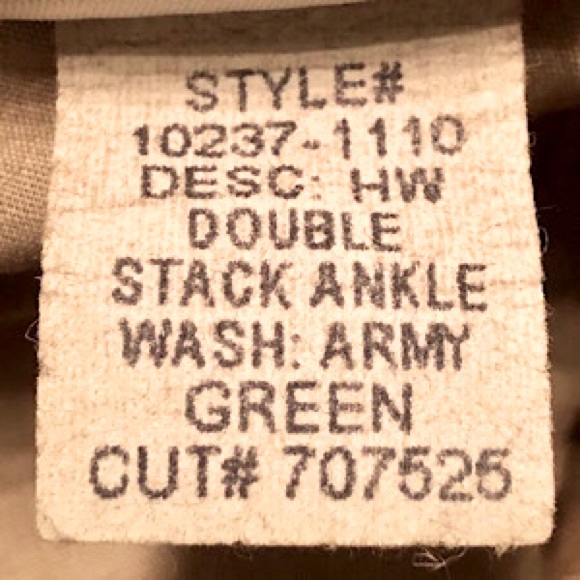 STYLE#
10237-1110
DESC: HW
DOUBLE
STACK ANKLE
WASH: ARMY
GREEN
CUT# 707525